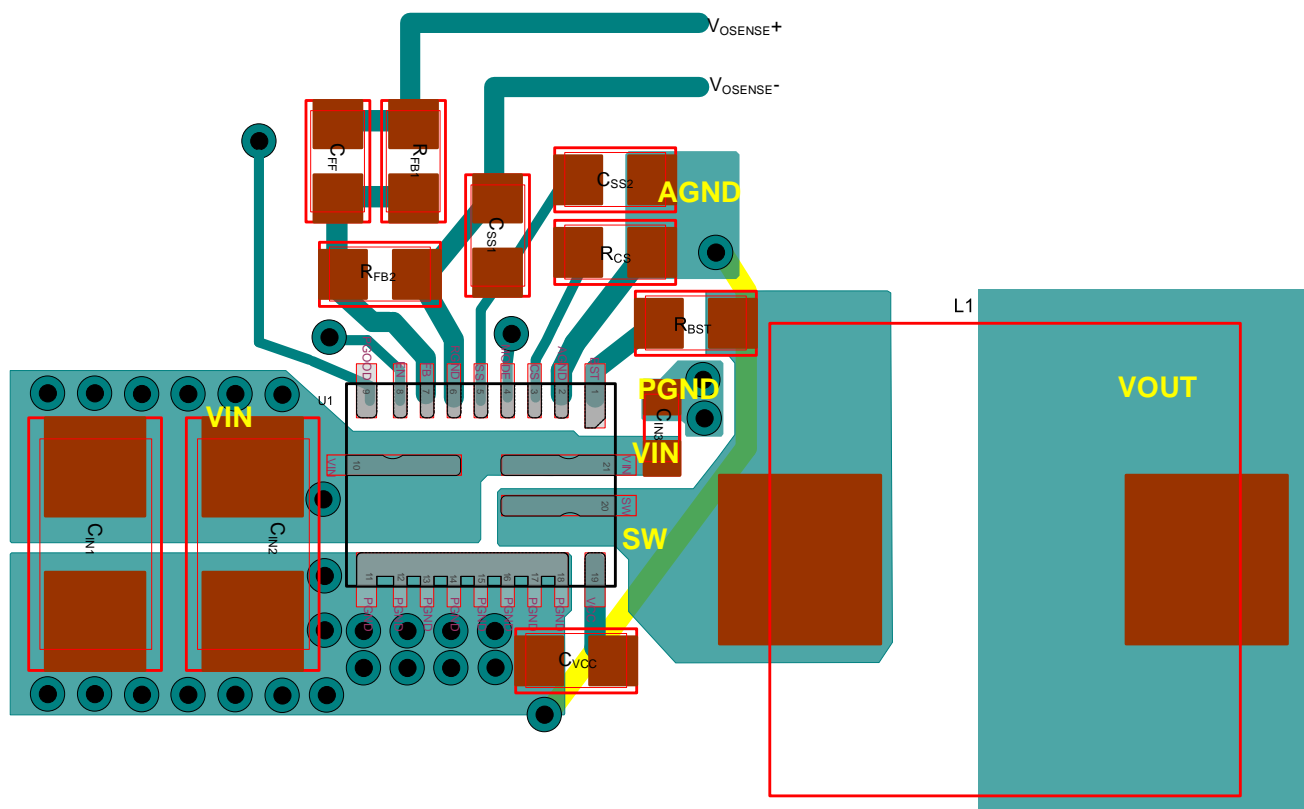 VOSENSE+
VOSENSE-
CFF
RFB1
CSS1
CSS2
AGND
RCS
RFB2
RBST
L1
PGOOD
EN
FB
RGND
SS
MODE
CS
AGND
BST
9
8
7
6
5
4
3
2
1
U1
VIN
PGND
CIN3
VIN
VOUT
VIN
10
21
VIN
20
SW
SW
CIN1
CIN2
11
12
13
14
15
16
17
18
19
PGND
PGND
PGND
PGND
PGND
PGND
PGND
PGND
CVCC